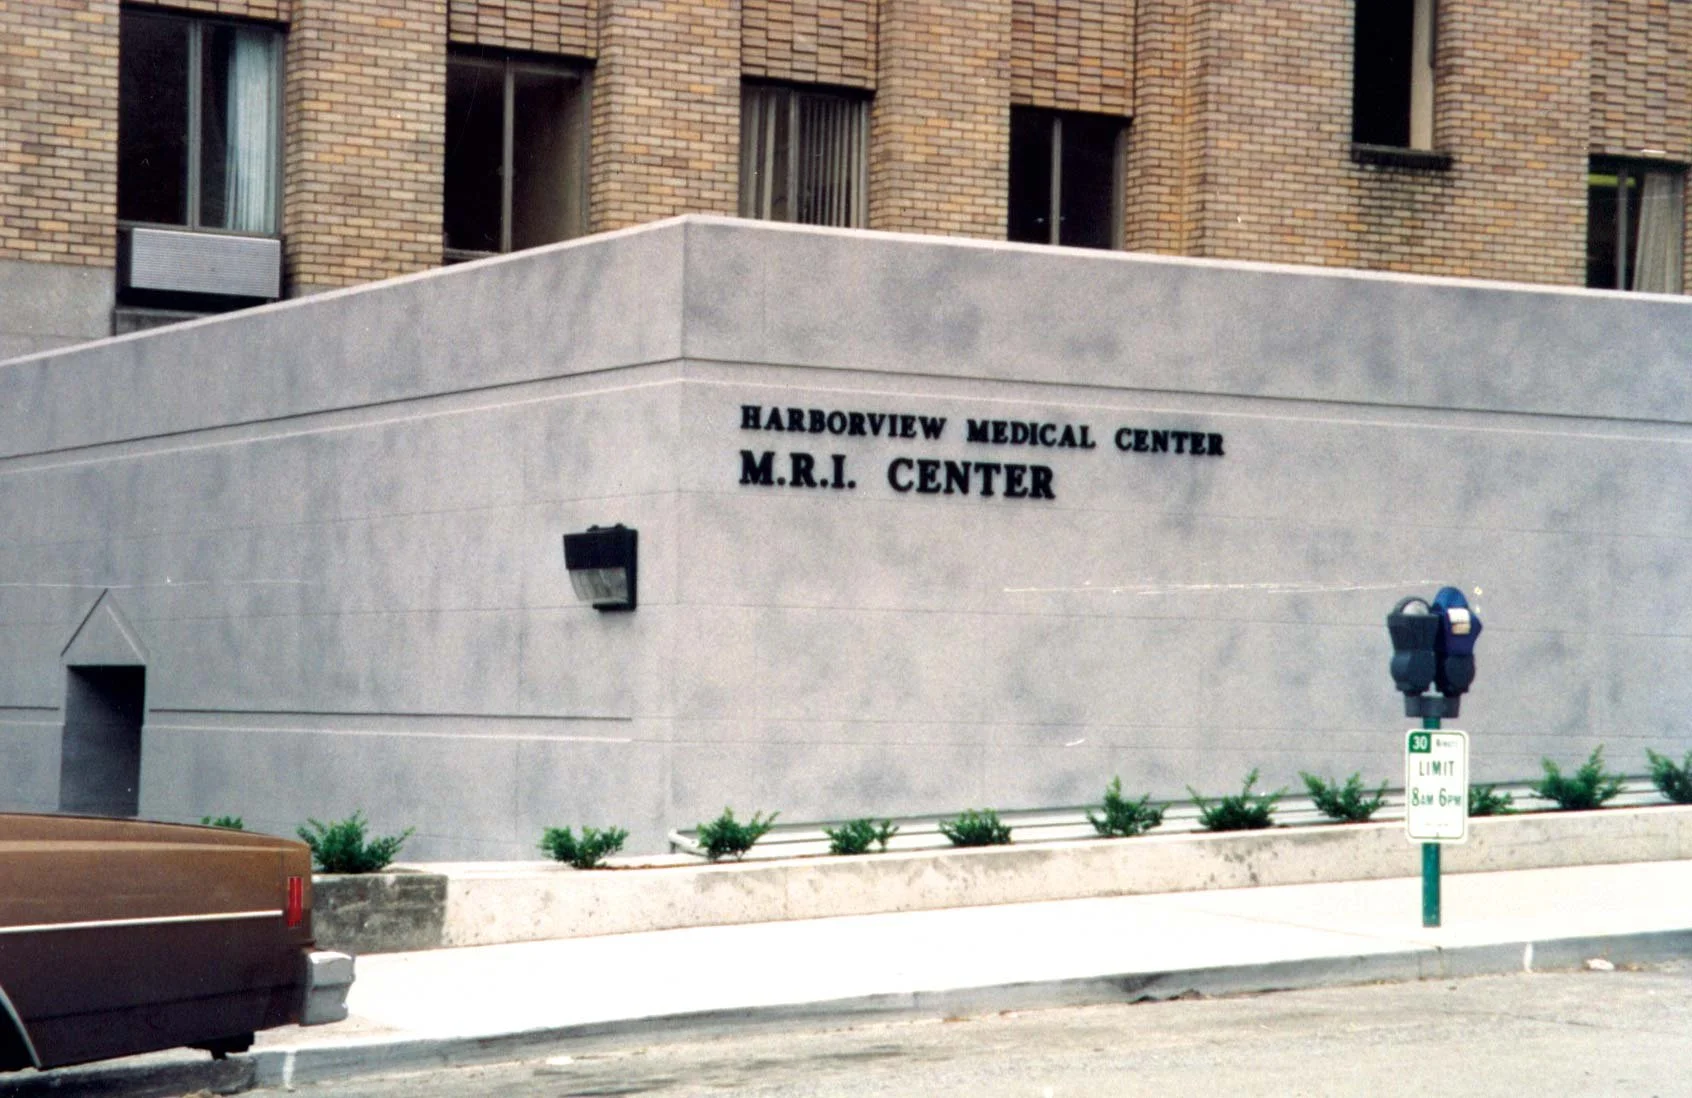 HARBORVIEW MEDICAL CENTER
M.R.I. CENTER
30
LIMIT
8AM 6PM